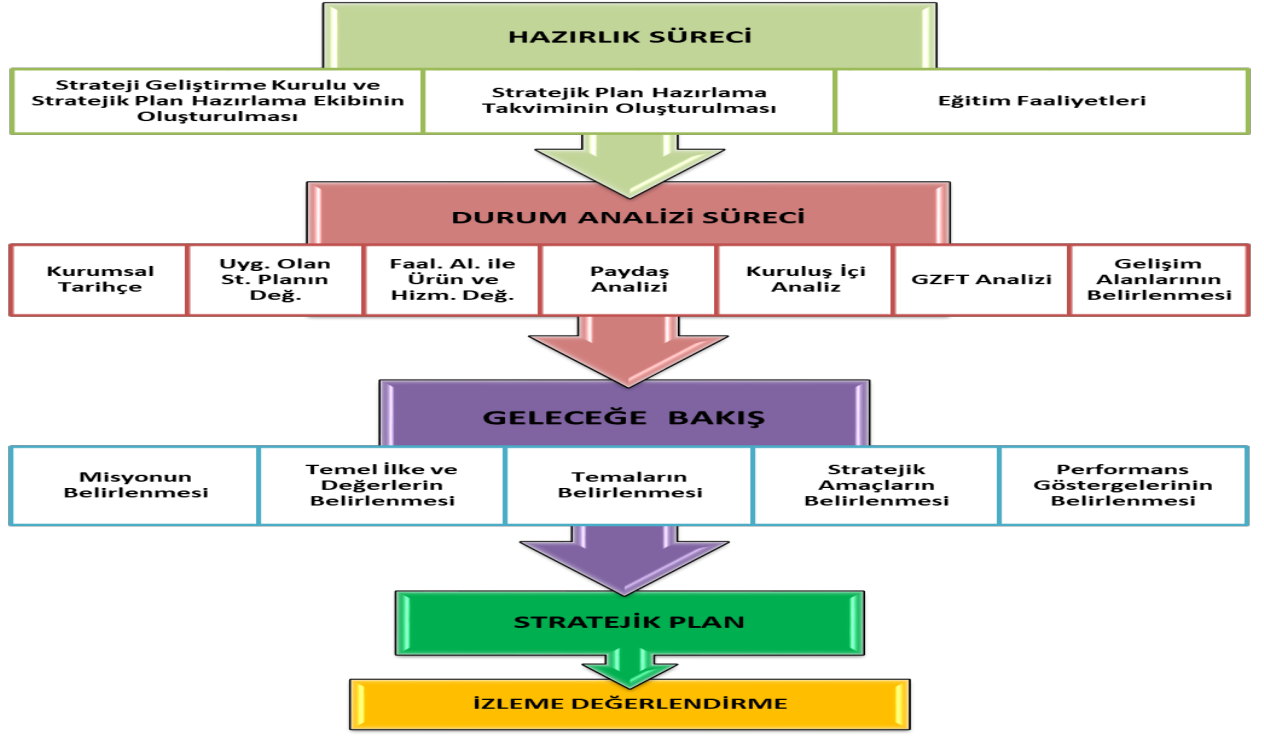 HAZIRLIK SÜRECİ
Strateji Geliştirme Kurulu ve
Stratejik Plan Hazırlama Ekibinin
Oluşturulması
Stratejik Plan Hazırlama
Takviminin Oluşturulması
Eğitim Faaliyetleri
DURUM ANALİZİ SÜRECİ
Kurumsal
Tarihçe
Uyg. Olan
St. Planın
Değ.
Faal. Al. ile
Ürün ve
Hizm. Değ.
Paydaş
Analizi
Kuruluş İçi
Analiz
GZFT Analizi
Gelişim
Alanlarının
Belirlenmesi
GELECEĞE BAKIŞ
Misyonun
Belirlenmesi
Temel İlke ve
Değerlerin
Belirlenmesi
Temaların
Belirlenmesi
Stratejik
Amaçların
Belirlenmesi
Performans
Göstergelerinin
Belirlenmesi
STRATEJİK PLAN
İZLEME DEĞERLENDİRME